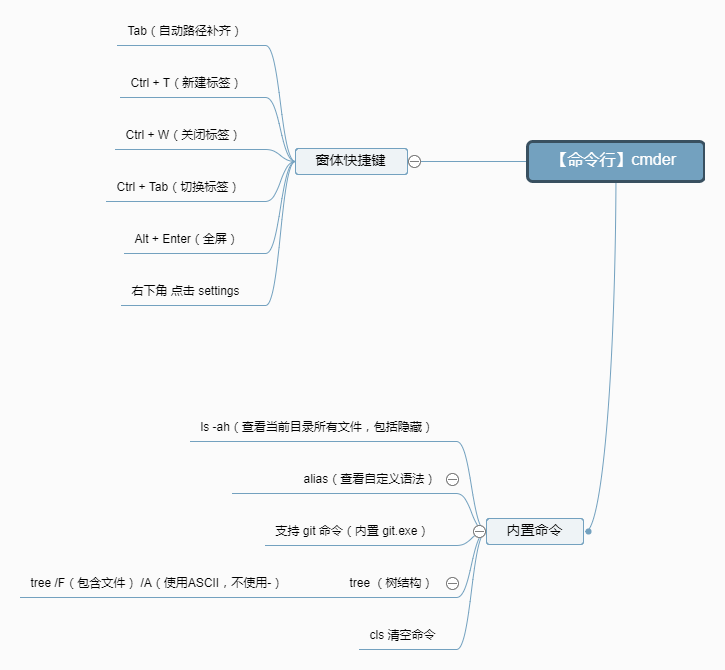 【命令行】cmder
窗体快捷键
Tab（自动路径补齐）
Ctrl + T（新建标签）
Ctrl + W（关闭标签）
Ctrl + Tab（切换标签）
Alt + Enter（全屏）
右下角 点击 settings
内置命令
ls -ah（查看当前目录所有文件，包括隐藏）
alias（查看自定义语法）
支持 git 命令（内置 git.exe）
tree （树结构）
tree /F（包含文件） /A（使用ASCII，不使用-）
cls 清空命令